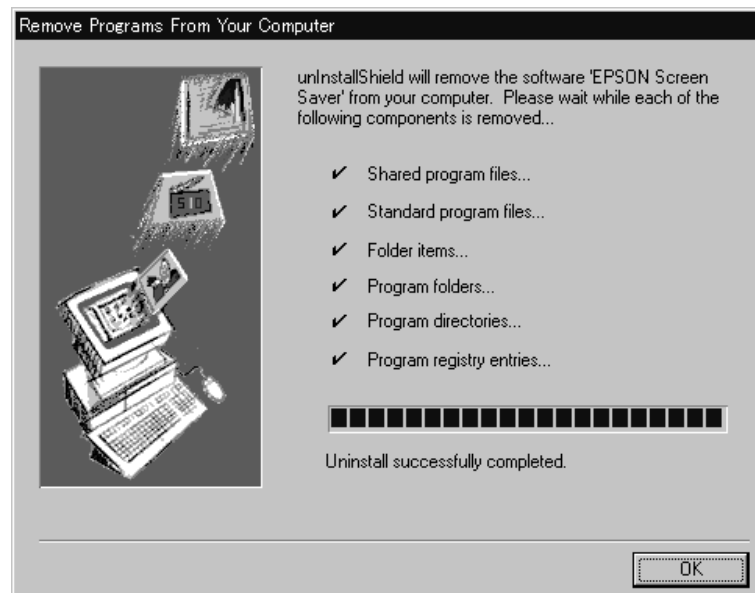 Remove Programs From Your Computer
unInstallShield will remove the software 'EPSON Screen
Saver' from your computer. Please wait while each of the
following components is removed...
✔ Shared program files...
✔ Standard program files...
✔ Folder items...
✔ Program folders...
✔ Program directories...
✔ Program registry entries...
Uninstall successfully completed.
OK